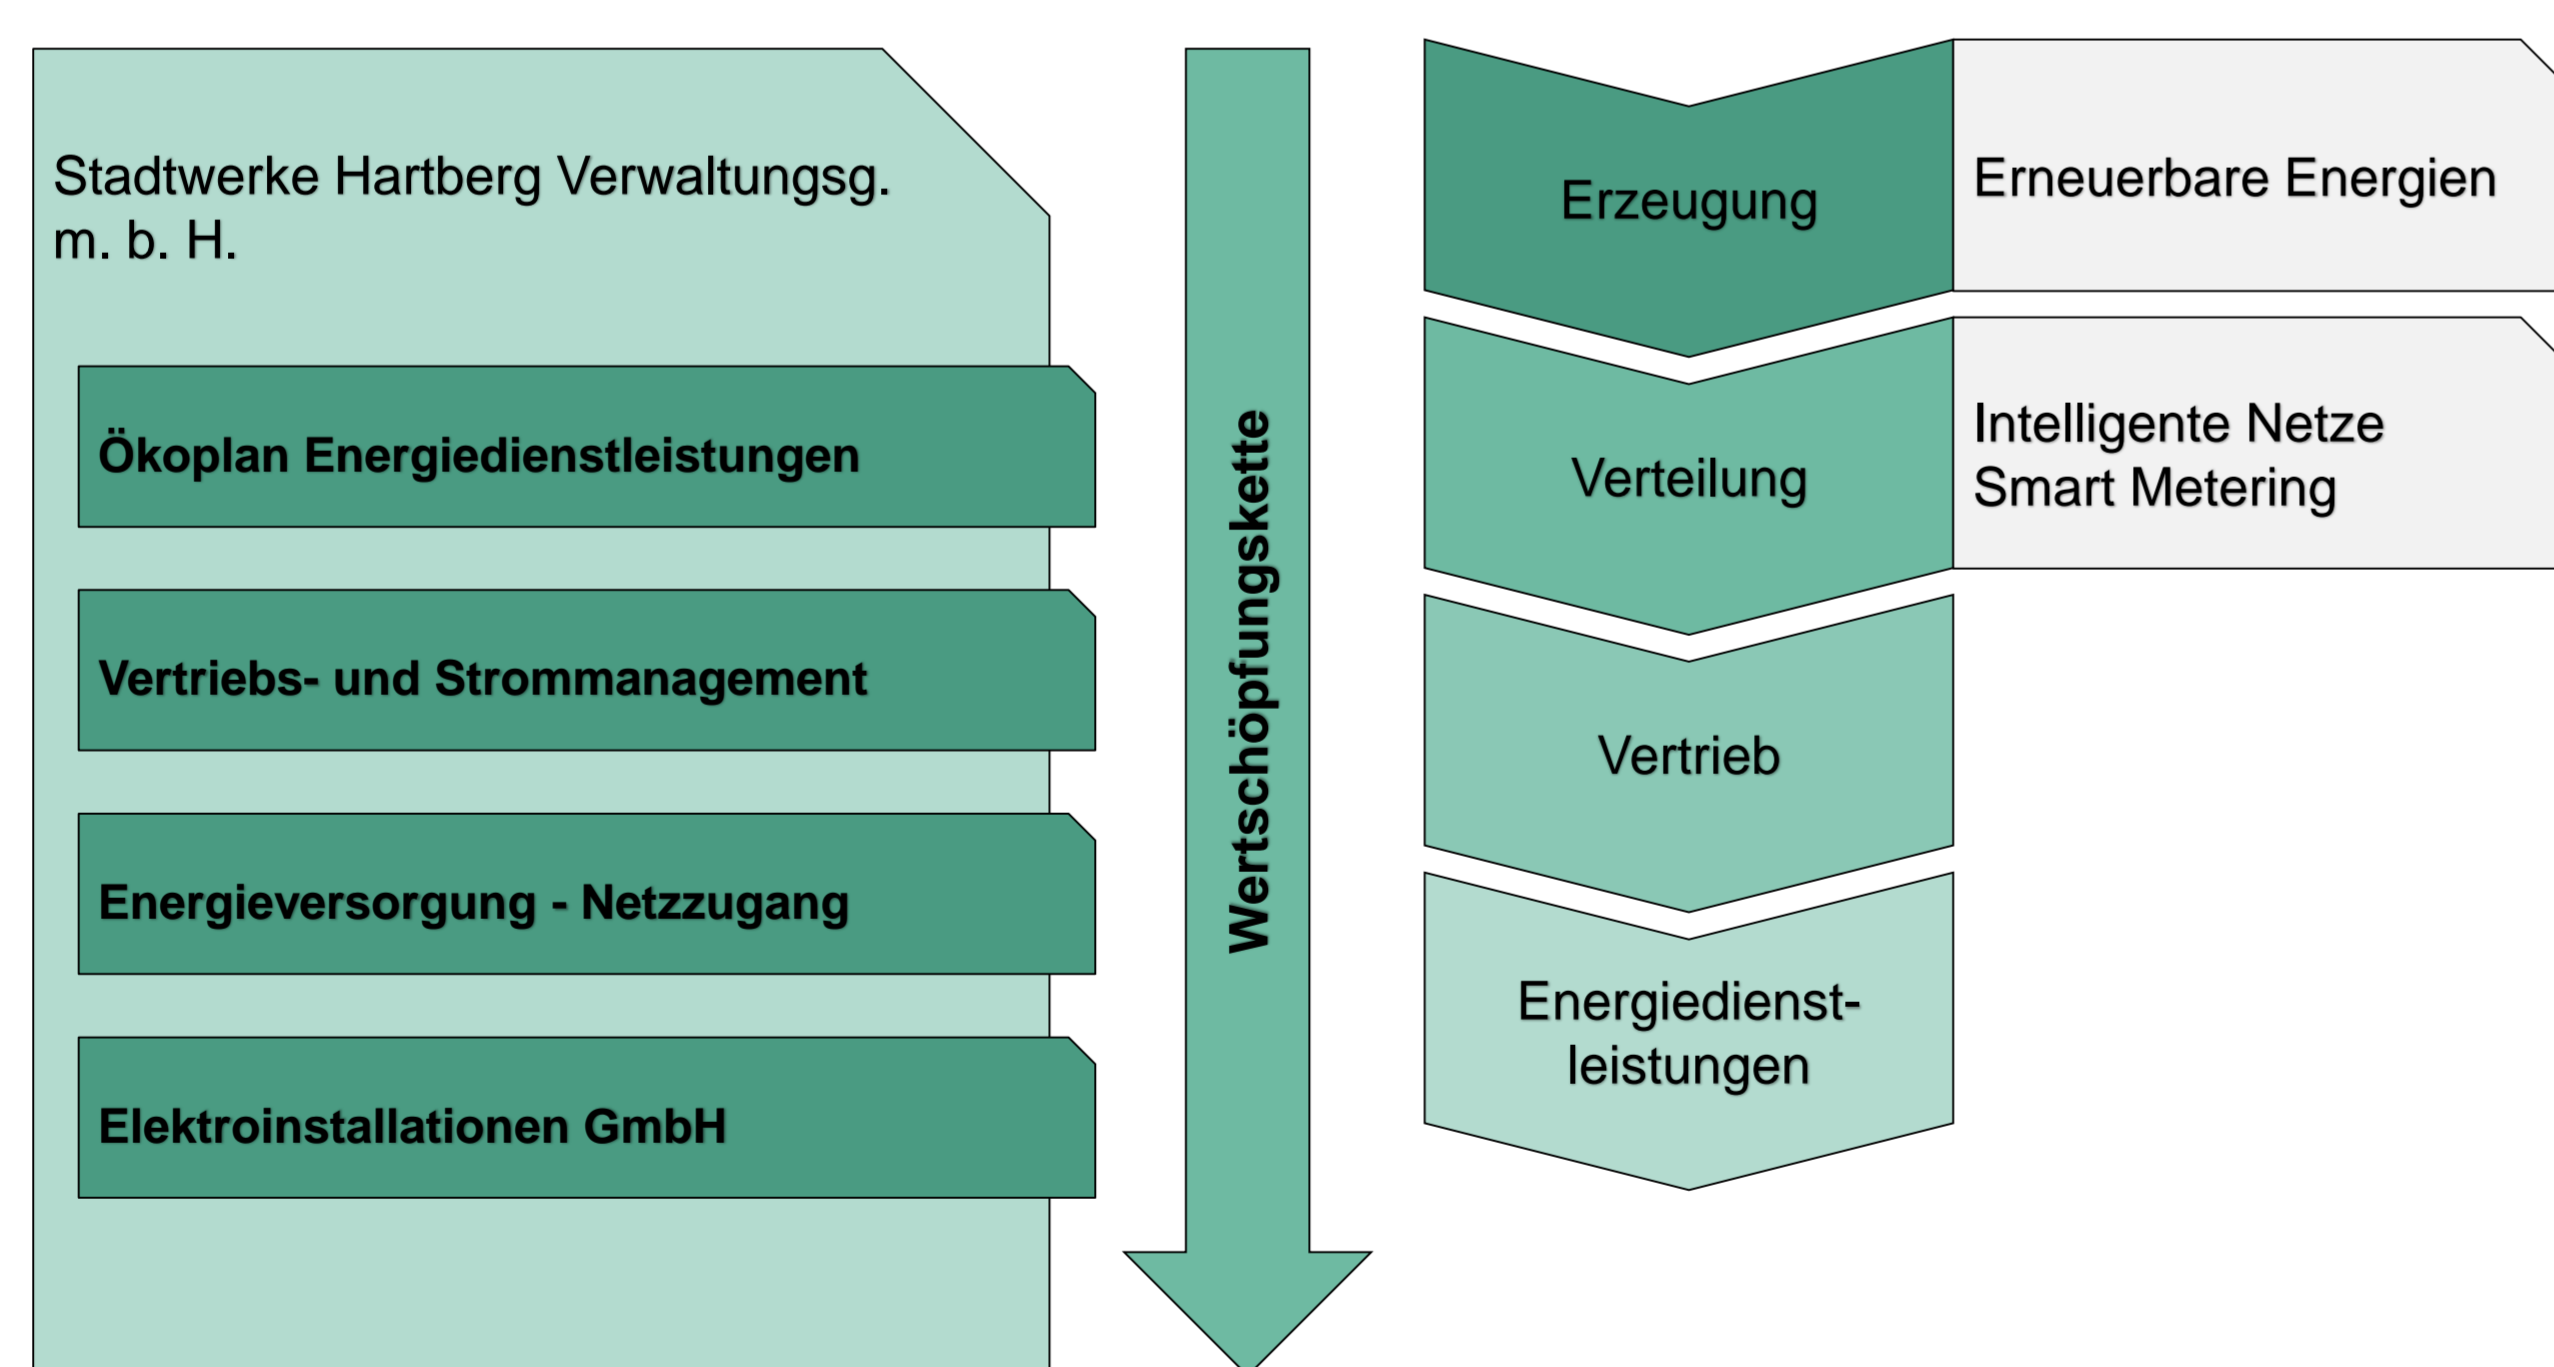 Stadtwerke Hartberg Verwaltungsg.
m. b. H.
Ökoplan Energiedienstleistungen
Vertriebs- und Strommanagement
Energieversorgung - Netzzugang
Elektroinstallationen GmbH
Wertschöpfungskette
Erzeugung
Erneuerbare Energien
Verteilung
Intelligente Netze
Smart Metering
Vertrieb
Energiedienst-
leistungen